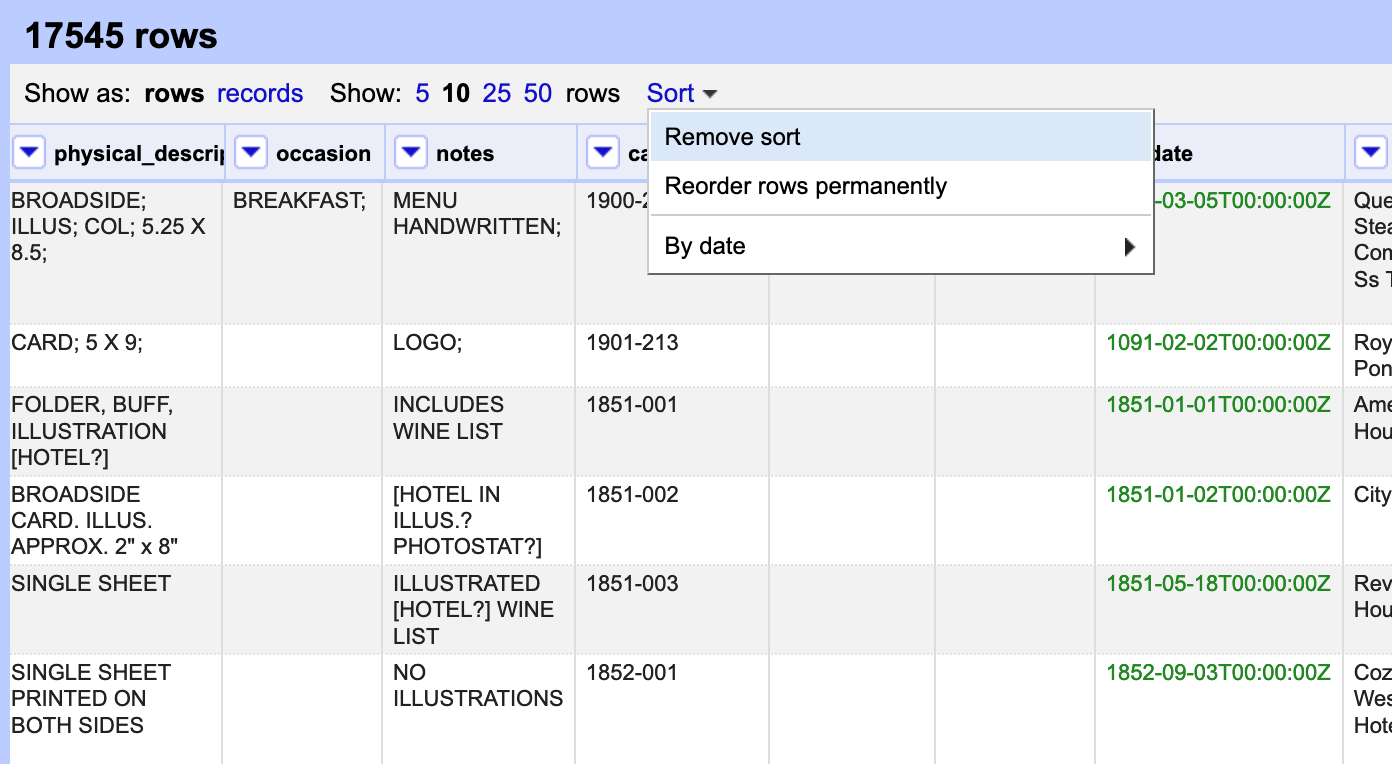 17545 rows
Show as: rows records Show: 5 10 25 50 rows Sort
Remove sort
Reorder rows permanently
By date
physical_descrip occasion notes ca date
BROADSIDE;
ILLUS; COL; 5.25 X
8.5;
BREAKFAST;
MENU
HANDWRITTEN;
1900-2
-03-05T00:00:00Z
Que
Stea
Com
Ss T
CARD; 5 X 9;
LOGO;
1901-213
1091-02-02T00:00:00Z
Roy
Pon
FOLDER, BUFF,
ILLUSTRATION
[HOTEL?]
INCLUDES
WINE LIST
1851-001
1851-01-01T00:00:00Z
Ame
Hou
BROADSIDE
CARD. ILLUS.
APPROX. 2" x 8"
[HOTEL IN
ILLUS.?
PHOTOSTAT?]
1851-002
1851-01-02T00:00:00Z
City
SINGLE SHEET
ILLUSTRATED
[HOTEL?] WINE
LIST
1851-003
1851-05-18T00:00:00Z
Rev
Hou
SINGLE SHEET
PRINTED ON
BOTH SIDES
NO
ILLUSTRATIONS
1852-001
1852-09-03T00:00:00Z
Coz
Wes
Hote